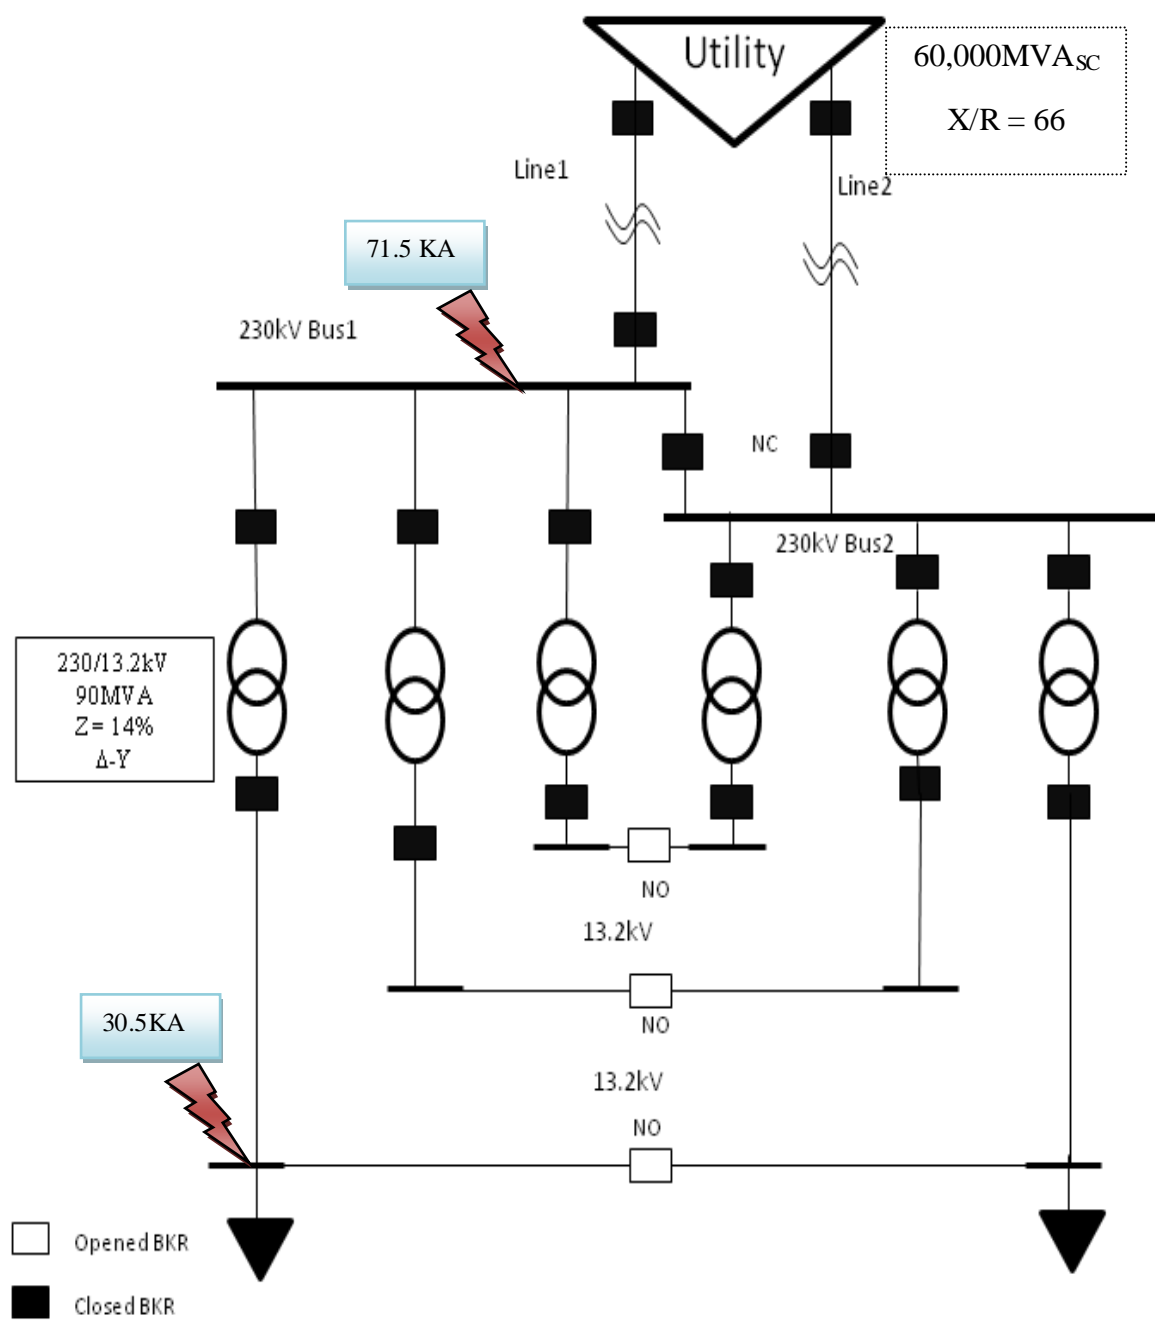 Utility
60,000MVASC
X/R = 66
Line1
Line2
71.5 KA
230kV Bus1
NC
230kV Bus2
230/13.2kV
90MVA
Z= 14%
Δ-Y
NO
13.2kV
30.5KA
NO
13.2kV
NO
Opened BKR
Closed BKR